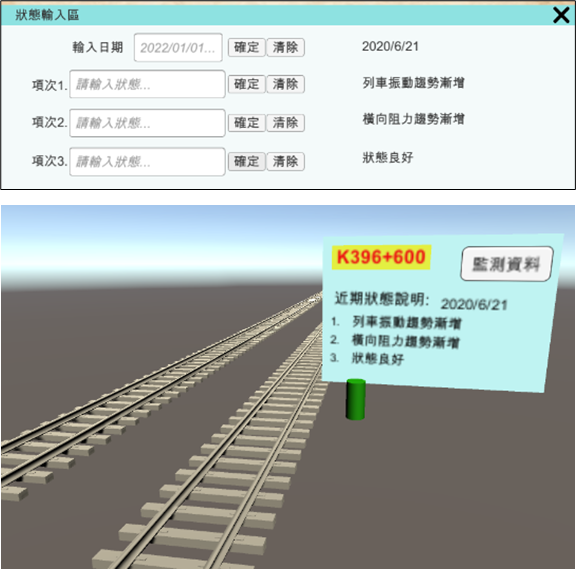 狀態輸入區
輸入日期 2022/01/01... 確定 清除 2020/6/21
項次1. 請輸入狀態... 確定 清除 列車振動趨勢漸增
項次2. 請輸入狀態... 確定 清除 橫向阻力趨勢漸增
項次3. 請輸入狀態... 確定 清除 狀態良好
K396+600 監測資料
近期狀態說明: 2020/6/21
1. 列車振動趨勢漸增
2. 橫向阻力趨勢漸增
3. 狀態良好